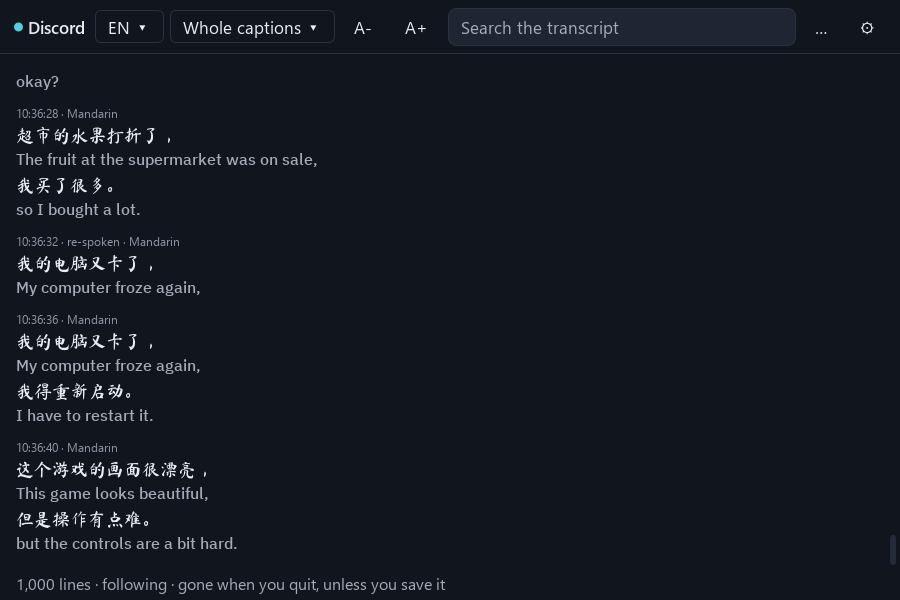 Discord EN ▼ Whole captions ▼ A- A+ Search the transcript ...
okay?
10:36:28 · Mandarin
超市的水果打折了，
The fruit at the supermarket was on sale,
我买了很多。
so I bought a lot.
10:36:32 · re-spoken · Mandarin
我的电脑又卡了，
My computer froze again,
10:36:36 · Mandarin
我的电脑又卡了，
My computer froze again,
我得重新启动。
I have to restart it.
10:36:40 · Mandarin
这个游戏的画面很漂亮，
This game looks beautiful,
但是操作有点难。
but the controls are a bit hard.
1,000 lines · following · gone when you quit, unless you save it